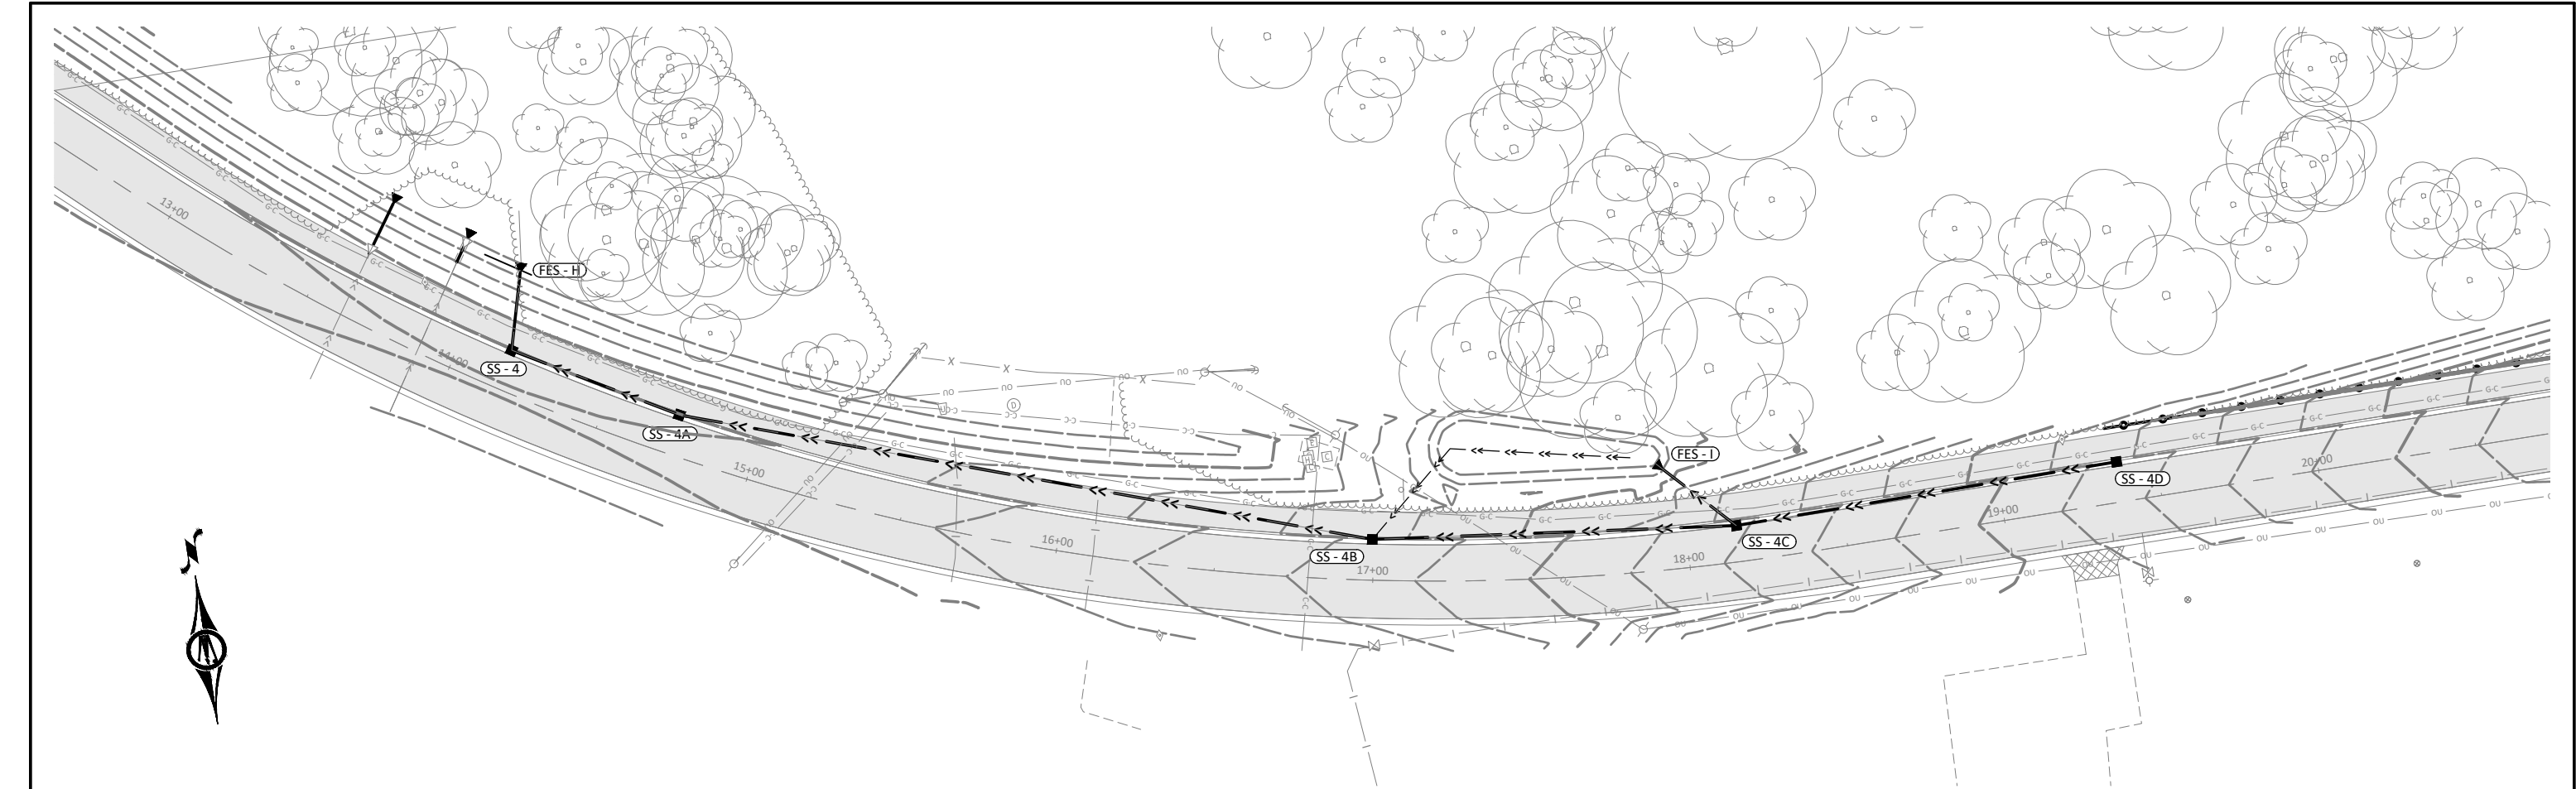 13+00
FES - H
14+00
SS - 4
SS - 4A
15+00
FES - I
SS - 4D
20+00
19+00
SS - 4C
18+00
SS - 4B
17+00
16+00
G-C
OU
C-C
X
D
E
H
C
N